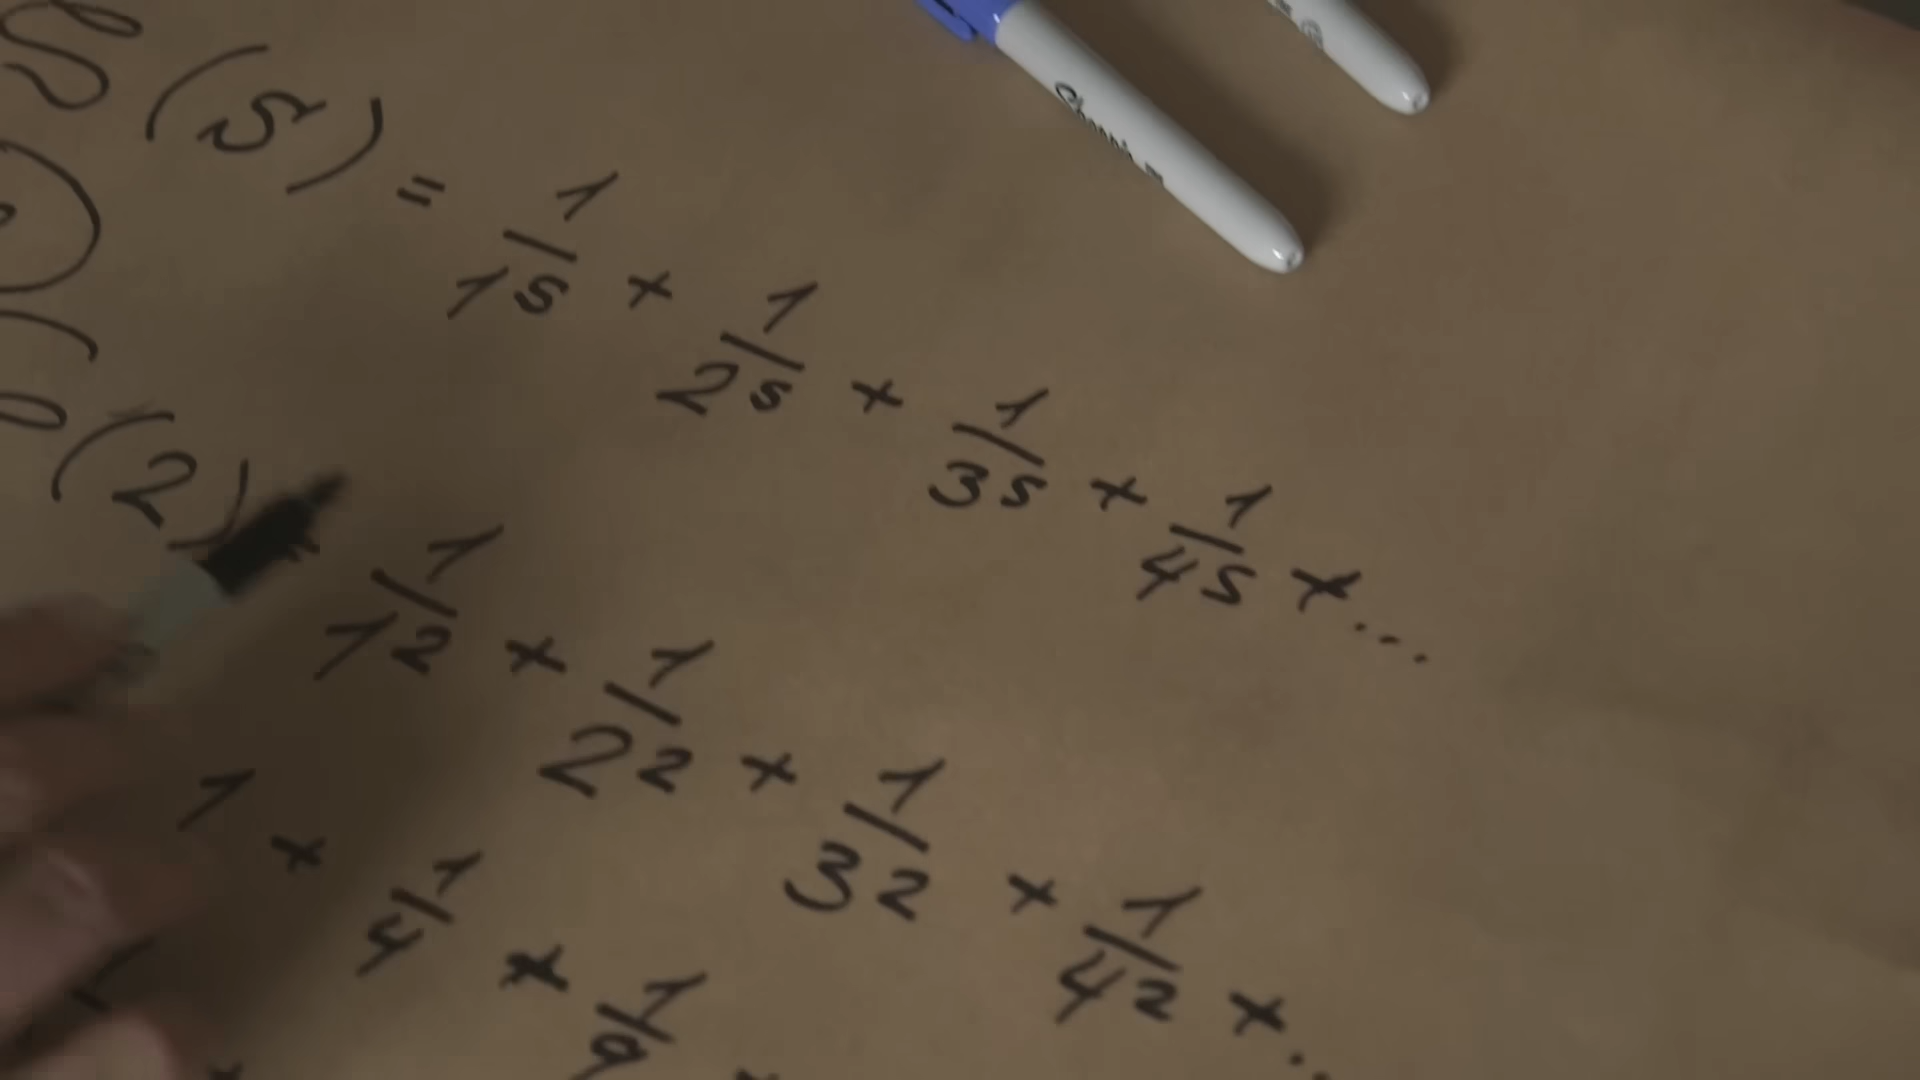 ζ(s) = 1/1^s + 1/2^s + 1/3^s + 1/4^s + ...
ζ(2) = 1/1^2 + 1/2^2 + 1/3^2 + 1/4^2 + ...
1 + 1/4 + 1/9